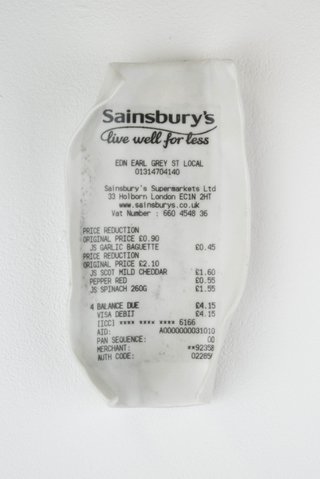 Sainsbury's
live well for less
EDN EARL GREY ST LOCAL
01314704140
Sainsbury's Supermarkets Ltd
33 Holborn London EC1N 2HT
www.sainsburys.co.uk
Vat Number : 660 4548 36
PRICE REDUCTION
ORIGINAL PRICE £0.90
JS GARLIC BAGUETTE £0.45
PRICE REDUCTION
ORIGINAL PRICE £2.10
JS SCOT MILD CHEDDAR £1.60
PEPPER RED £0.55
JS SPINACH 260G £1.55
4 BALANCE DUE £4.15
VISA DEBIT £4.15
[ICC] **** **** **** 6166
AID: A0000000031010
PAN SEQUENCE: 00
MERCHANT: **92358
AUTH CODE: 02285